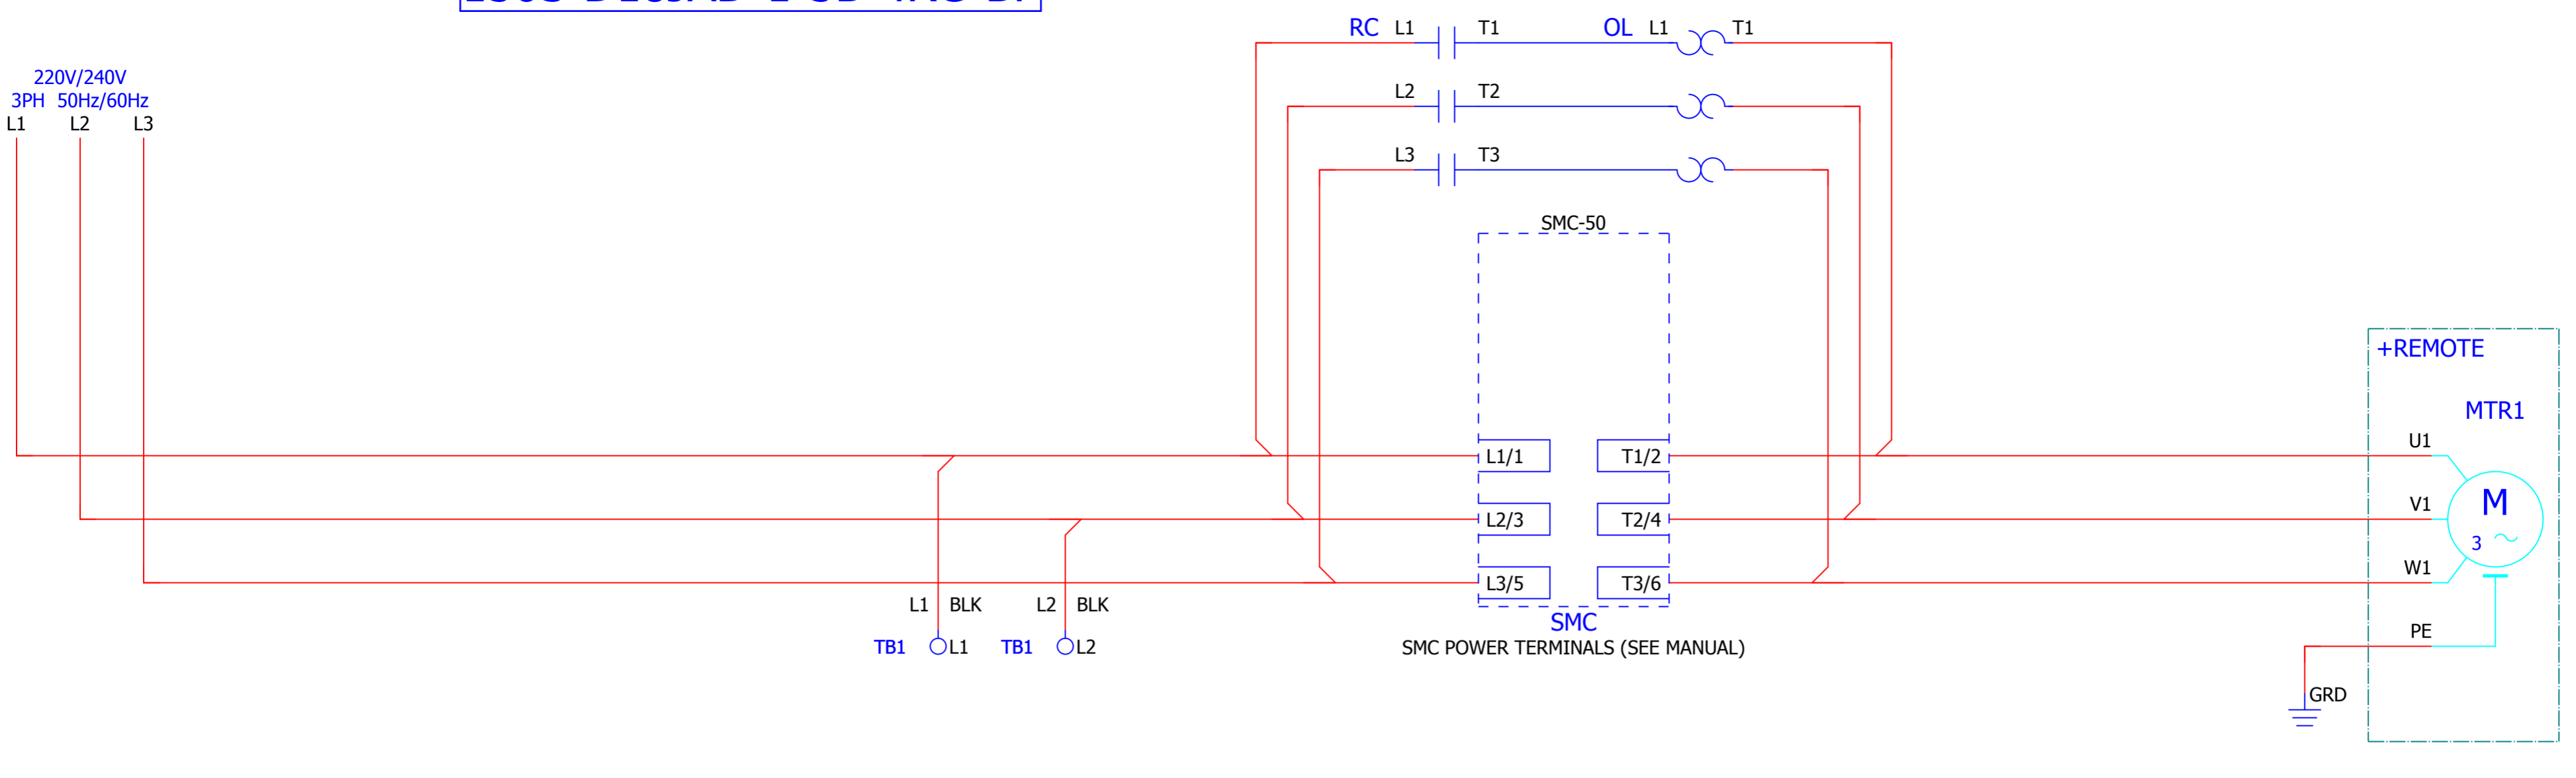 RC L1 T1 OL L1 T1
220V/240V
3PH 50Hz/60Hz
L1 L2 L3
L2 T2
L3 T3
SMC-50
+REMOTE
MTR1
U1
L1/1 T1/2
V1
M
3
L2/3 T2/4
W1
L3/5 T3/6
L1 BLK L2 BLK
SMC
PE
TB1 L1 TB1 L2
SMC POWER TERMINALS (SEE MANUAL)
GRD